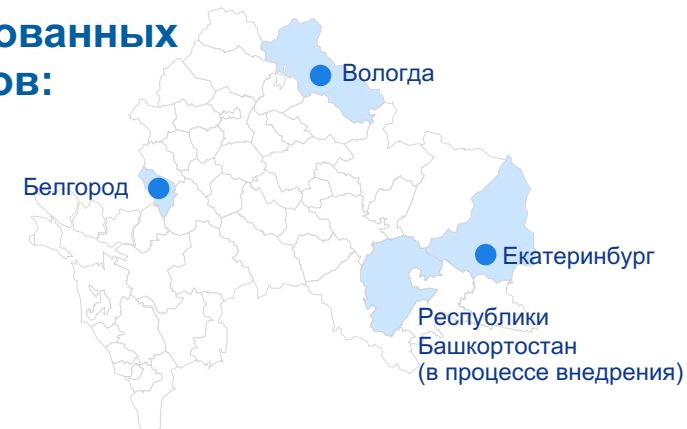 ованных
ов:
Вологда
Белгород
Екатеринбург
Республики
Башкортостан
(в процессе внедрения)